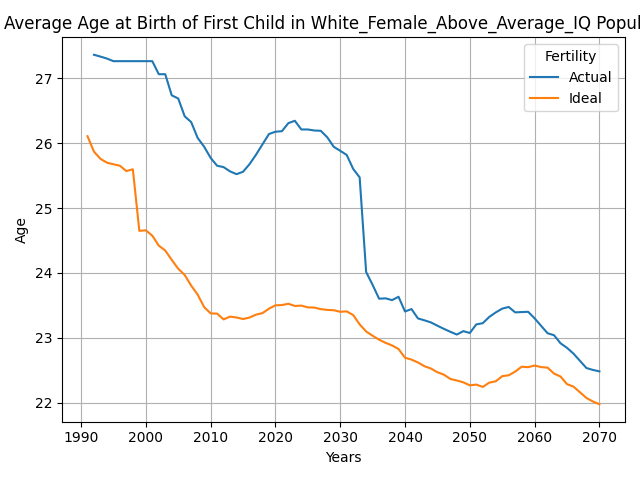 Average Age at Birth of First Child in White_Female_Above_Average_IQ Popul
Fertility
Actual
Ideal
27
26
25
24
23
22
Age
1990 2000 2010 2020 2030 2040 2050 2060 2070
Years